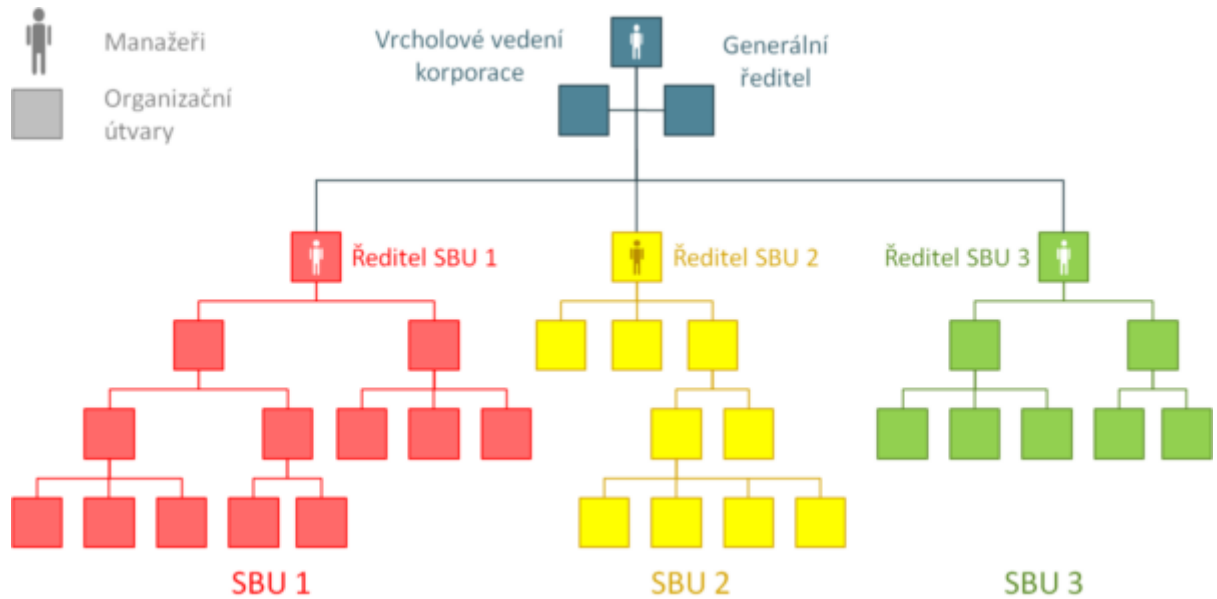 Manažeři
Organizační
útvary
Vrcholové vedení
korporace
Generální
ředitel
Ředitel SBU 1
Ředitel SBU 2
Ředitel SBU 3
SBU 1
SBU 2
SBU 3